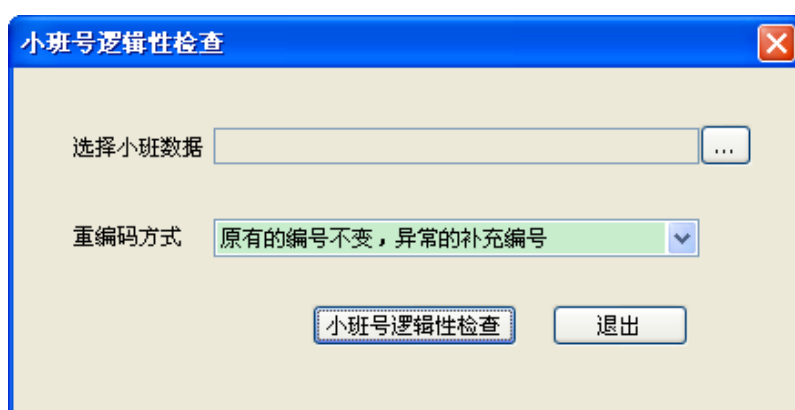 小班号逻辑性检查
选择小班数据 ...
重编码方式 原有的编号不变，异常的补充编号
小班号逻辑性检查 退出